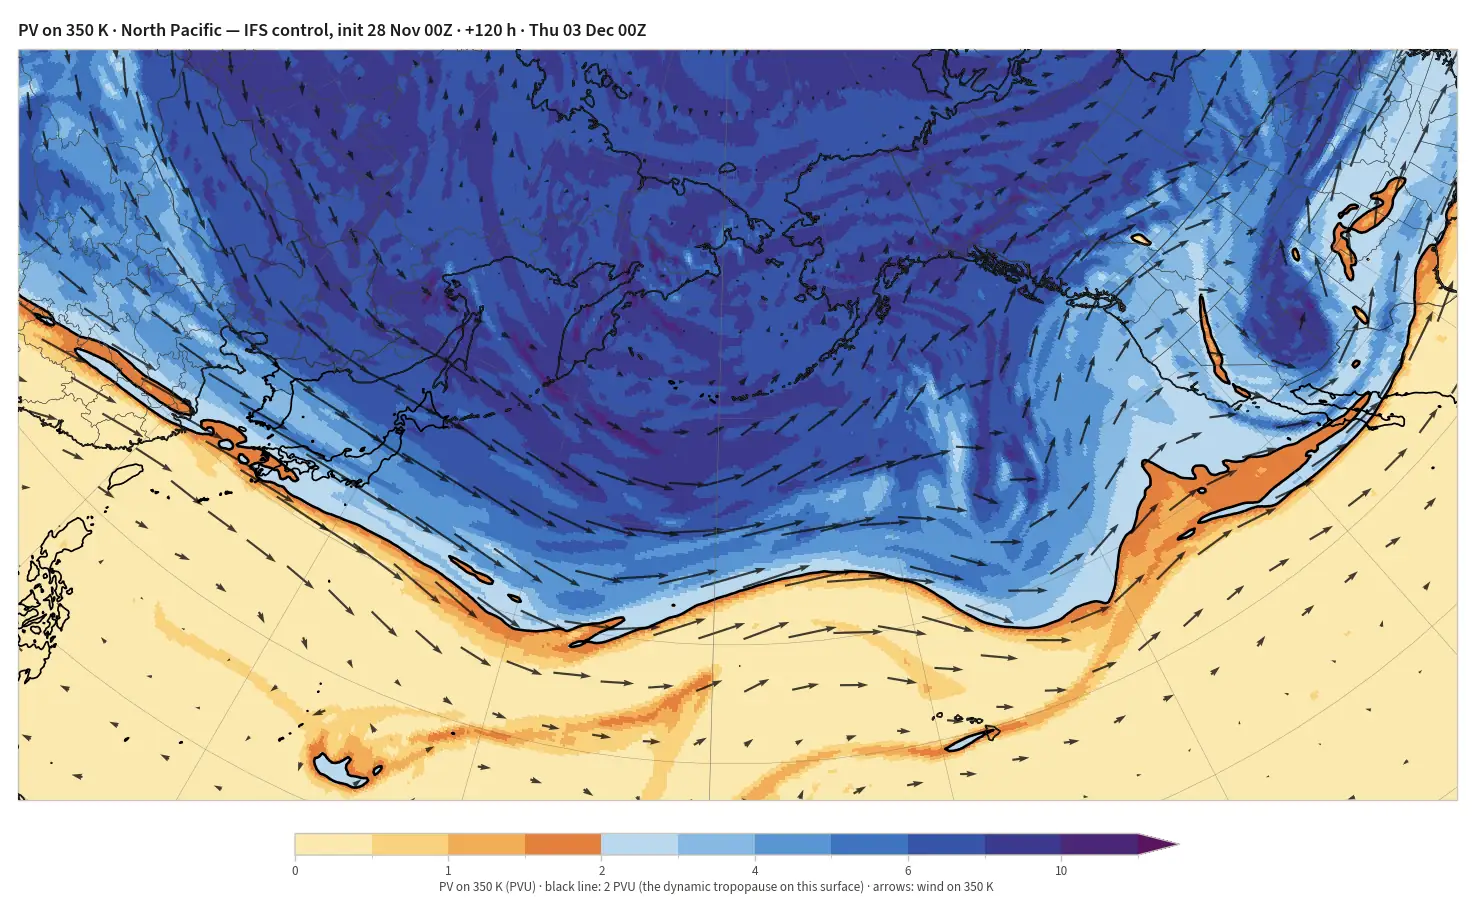 PV on 350 K · North Pacific — IFS control, init 28 Nov 00Z · +120 h · Thu 03 Dec 00Z
0 1 2 4 6 10
PV on 350 K (PVU) · black line: 2 PVU (the dynamic tropopause on this surface) · arrows: wind on 350 K